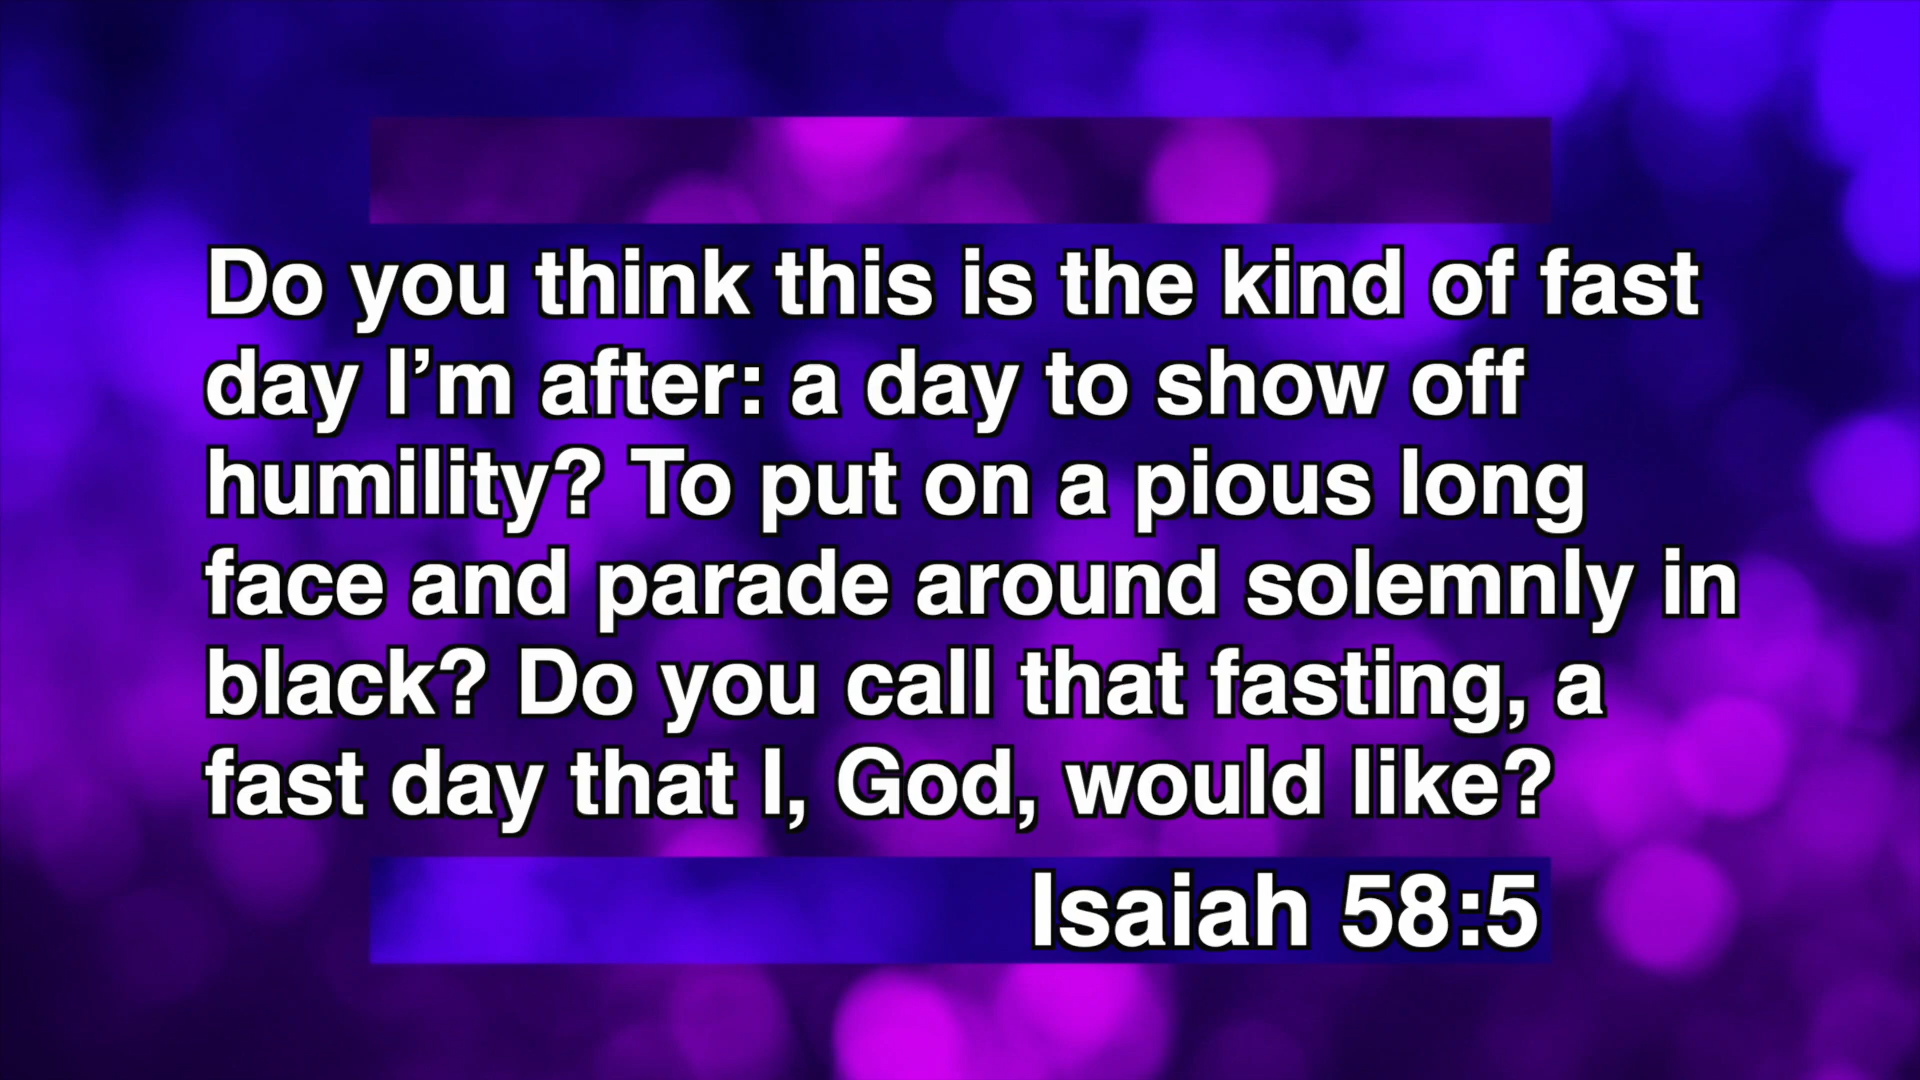 Do you think this is the kind of fast
day I’m after: a day to show off
humility? To put on a pious long
face and parade around solemnly in
black? Do you call that fasting, a
fast day that I, God, would like?
Isaiah 58:5